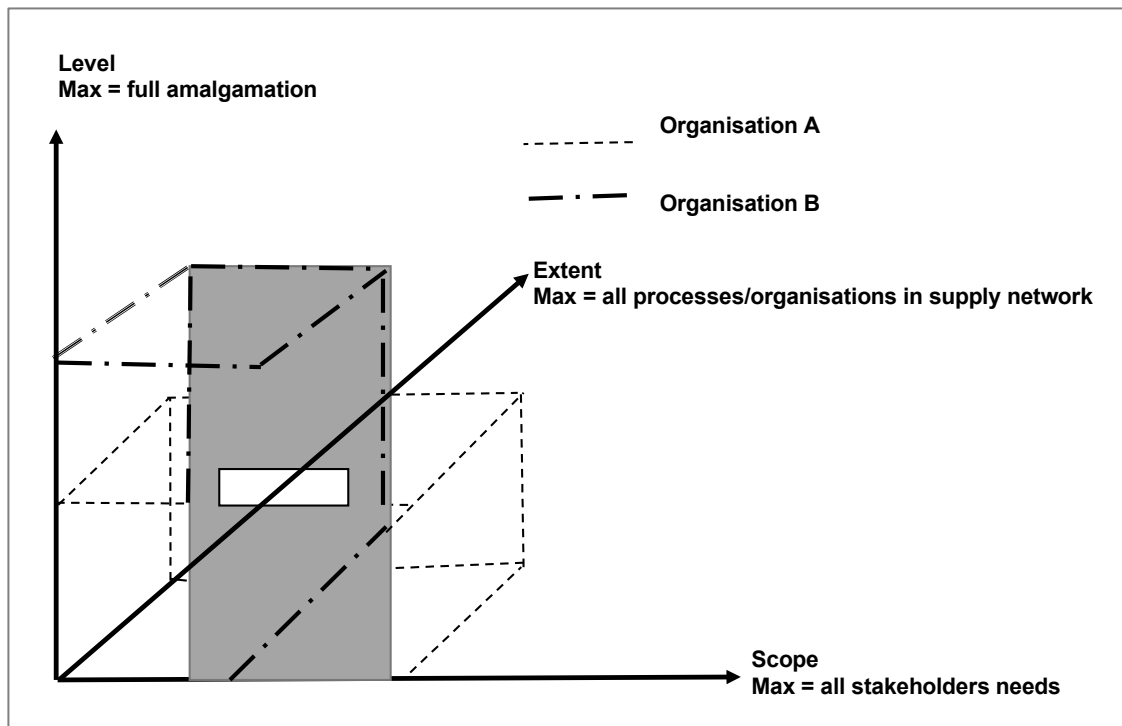 Level
Max = full amalgamation
Organisation A
Organisation B
Extent
Max = all processes/organisations in supply network
Scope
Max = all stakeholders needs